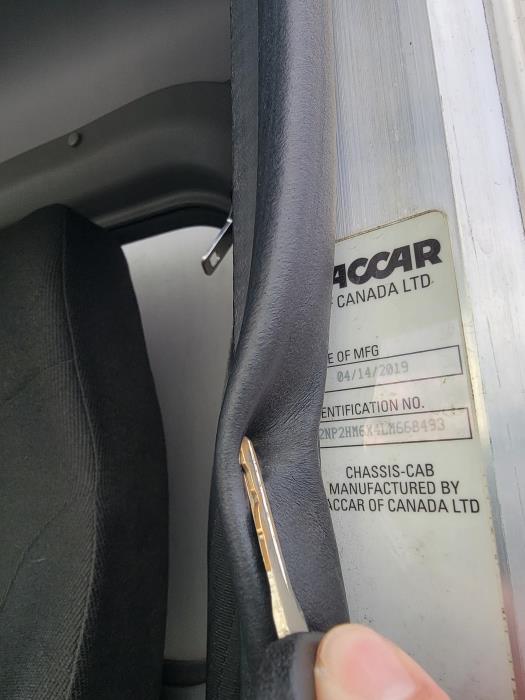 ACCAR
CANADA LTD
E OF MFG
04/14/2019
ENTIFICATION NO.
2NP2HM6X4LM668493
CHASSIS-CAB
MANUFACTURED BY
ACCAR OF CANADA LTD